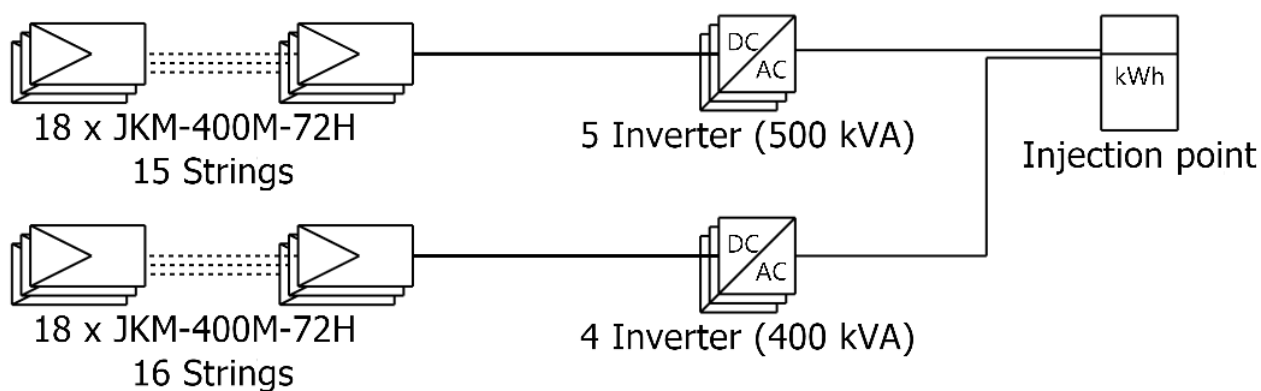 DC
AC
kWh
18 x JKM-400M-72H
15 Strings
5 Inverter (500 kVA)
Injection point
DC
AC
18 x JKM-400M-72H
16 Strings
4 Inverter (400 kVA)